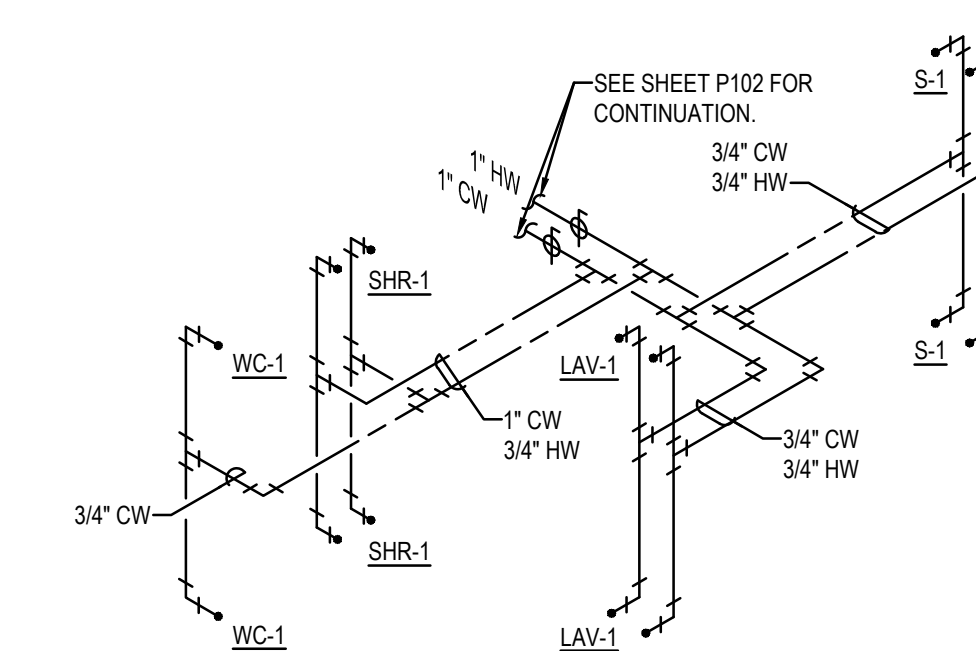 S-1
SEE SHEET P102 FOR
CONTINUATION.
3/4" CW
3/4" HW
1" HW
1" CW
SHR-1
WC-1
LAV-1
S-1
1" CW
3/4" HW
3/4" CW
3/4" HW
3/4" CW
SHR-1
WC-1
LAV-1